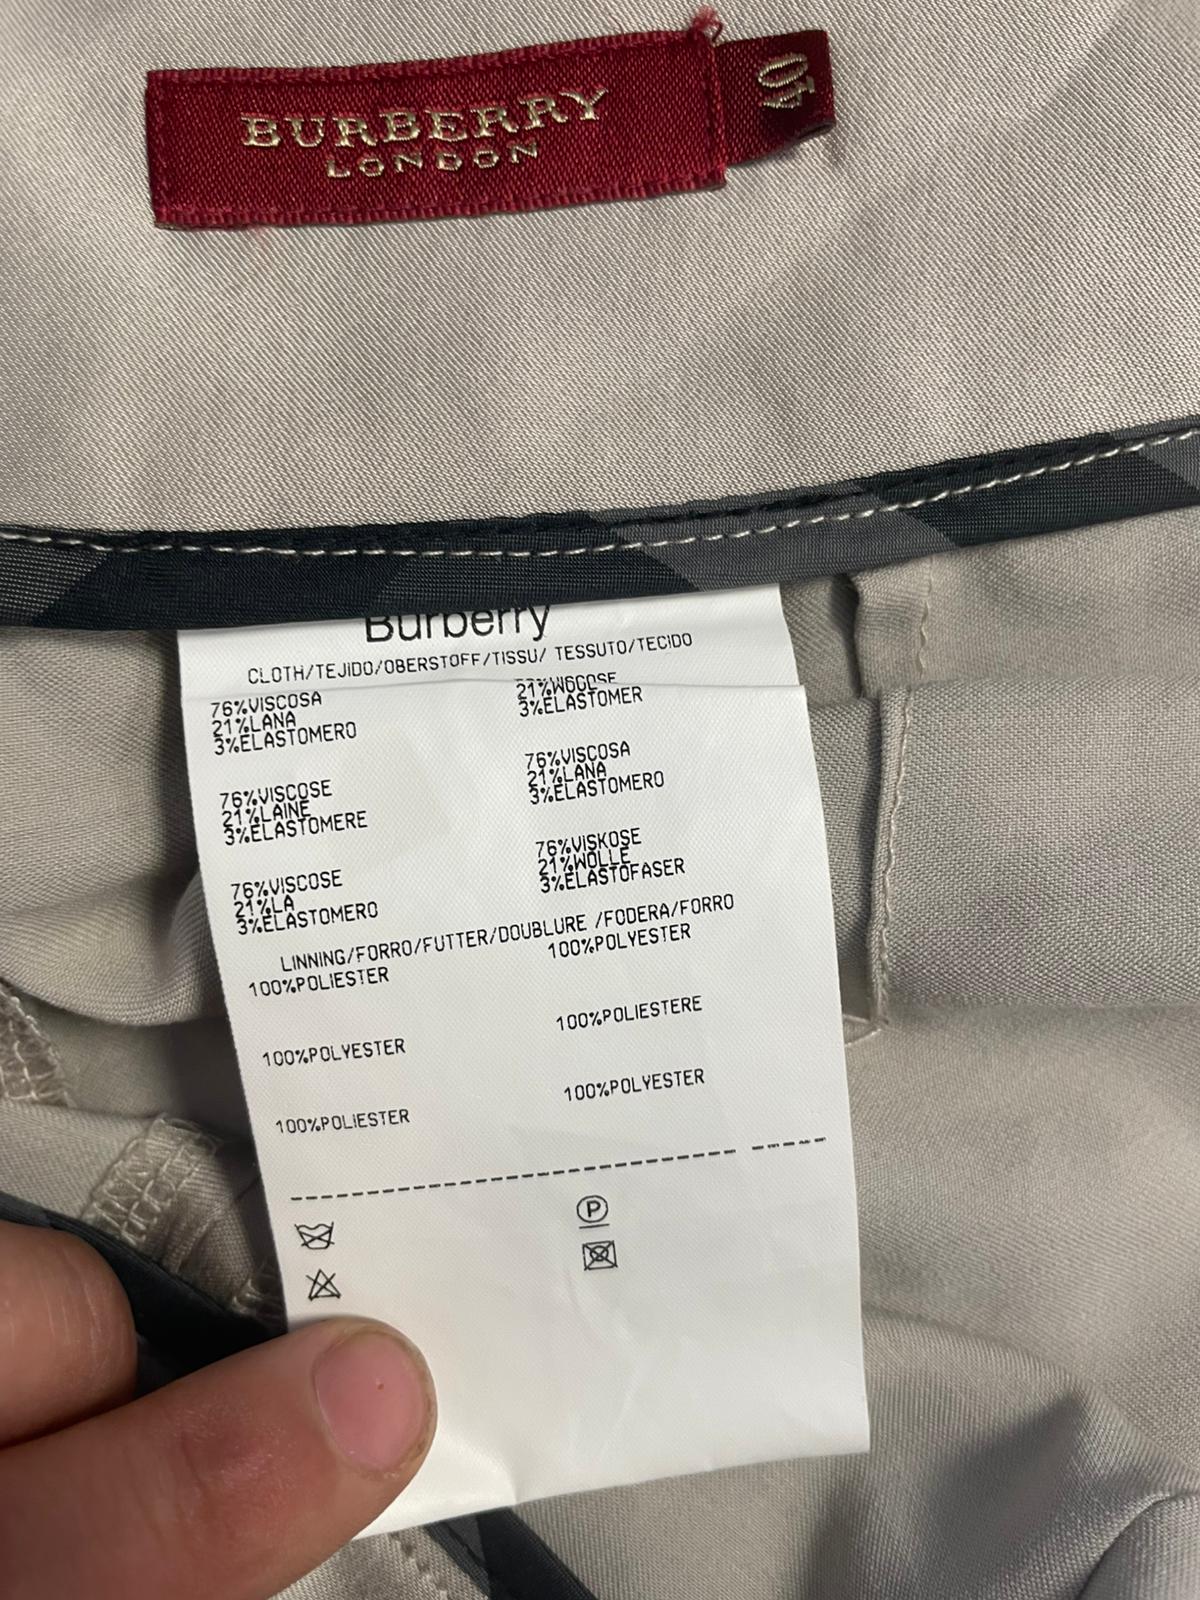 BURBERRY
LONDON
40
Burberry
CLOTH/TEJIDO/OBERSTOFF/TISSU/ TESSUTO/TECIDO
76%VISCOSA
21%LANA
3%ELASTOMERO
76%VISCOSE
21%LAINE
3%ELASTOMERE
76%VISCOSE
21%LA
3%ELASTOMERO
3%ELASTOMER
76%VISCOSA
21%LANA
3%ELASTOMERO
76%VISKOSE
21%WOLLE
3%ELASTOFASER
LINNING/FORRO/FUTTER/DOUBLURE /FODERA/FORRO
100%POLIESTER
100%POLYESTER
100%POLIESTER
100%POLYESTER
100%POLIESTERE
100%POLYESTER
P